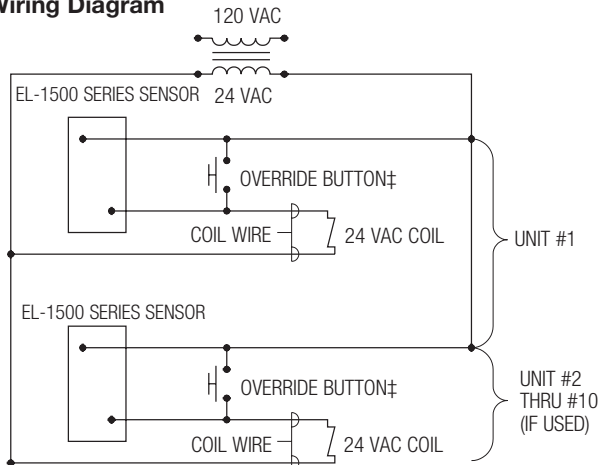 Wiring Diagram
120 VAC
EL-1500 SERIES SENSOR
24 VAC
OVERRIDE BUTTON‡
COIL WIRE
24 VAC COIL
UNIT #1
EL-1500 SERIES SENSOR
OVERRIDE BUTTON‡
COIL WIRE
24 VAC COIL
UNIT #2
THRU #10
(IF USED)